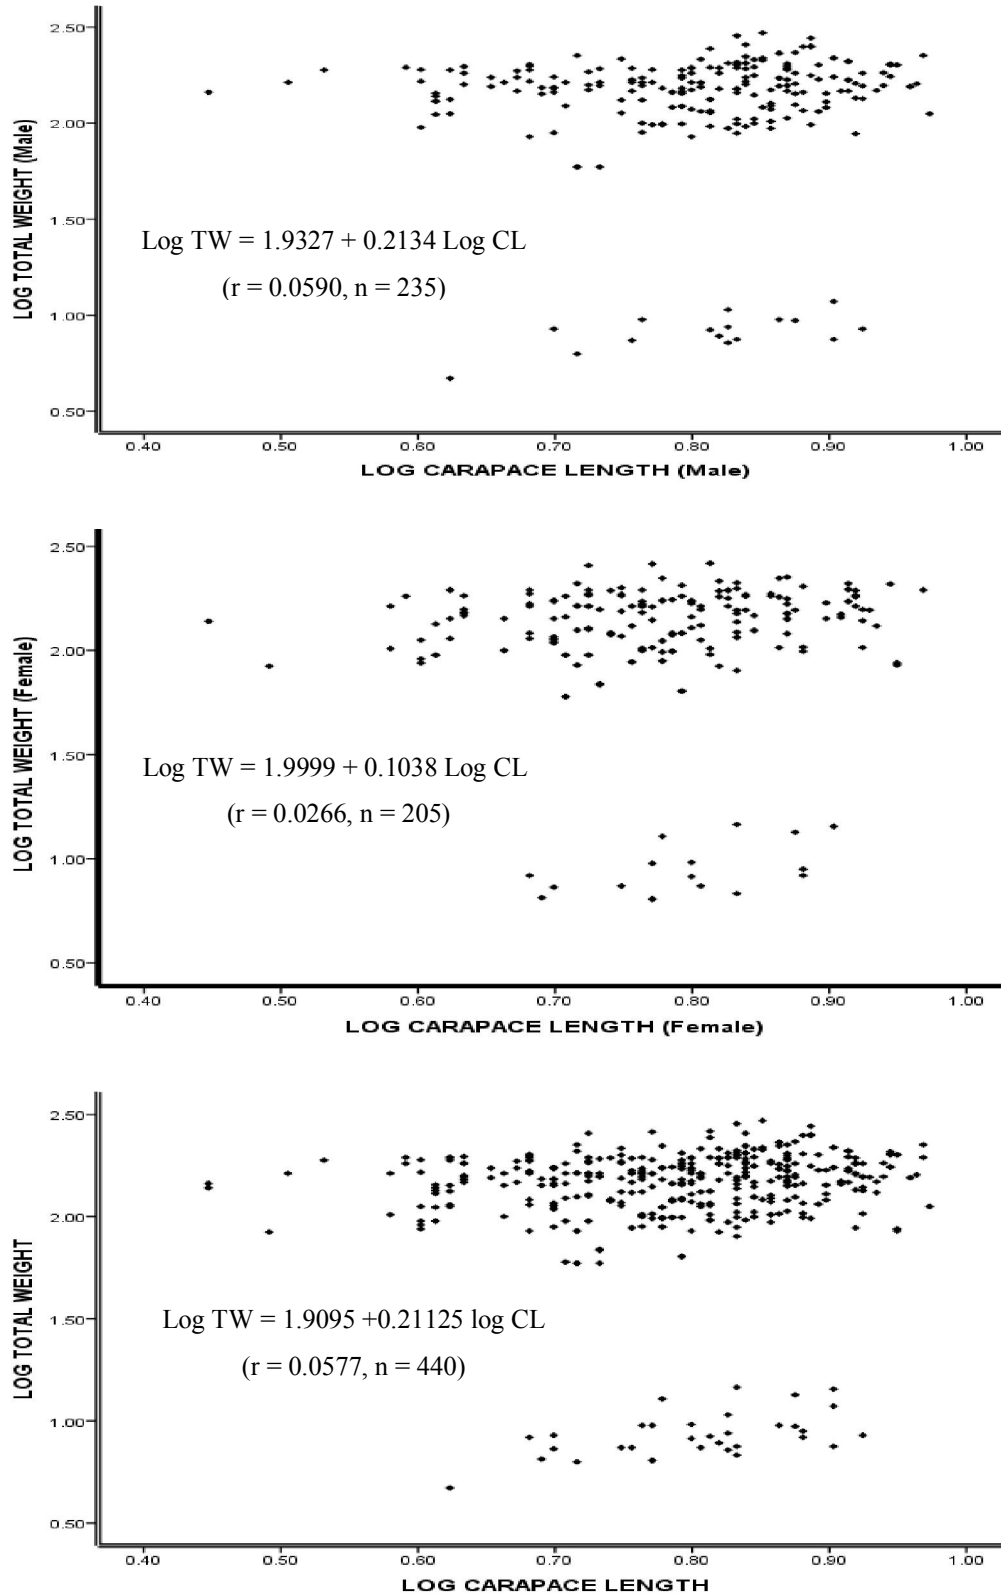 LOG TOTAL WEIGHT (Male)
2.50
2.00
1.50
1.00
0.50
Log TW = 1.9327 + 0.2134 Log CL
(r = 0.0590, n = 235)
0.40 0.50 0.60 0.70 0.80 0.90 1.00
LOG CARAPACE LENGTH (Male)
LOG TOTAL WEIGHT (Female)
2.50
2.00
1.50
1.00
0.50
Log TW = 1.9999 + 0.1038 Log CL
(r = 0.0266, n = 205)
0.40 0.50 0.60 0.70 0.80 0.90 1.00
LOG CARAPACE LENGTH (Female)
LOG TOTAL WEIGHT
2.50
2.00
1.50
1.00
0.50
Log TW = 1.9095 +0.21125 log CL
(r = 0.0577, n = 440)
0.40 0.50 0.60 0.70 0.80 0.90 1.00
LOG CARAPACE LENGTH